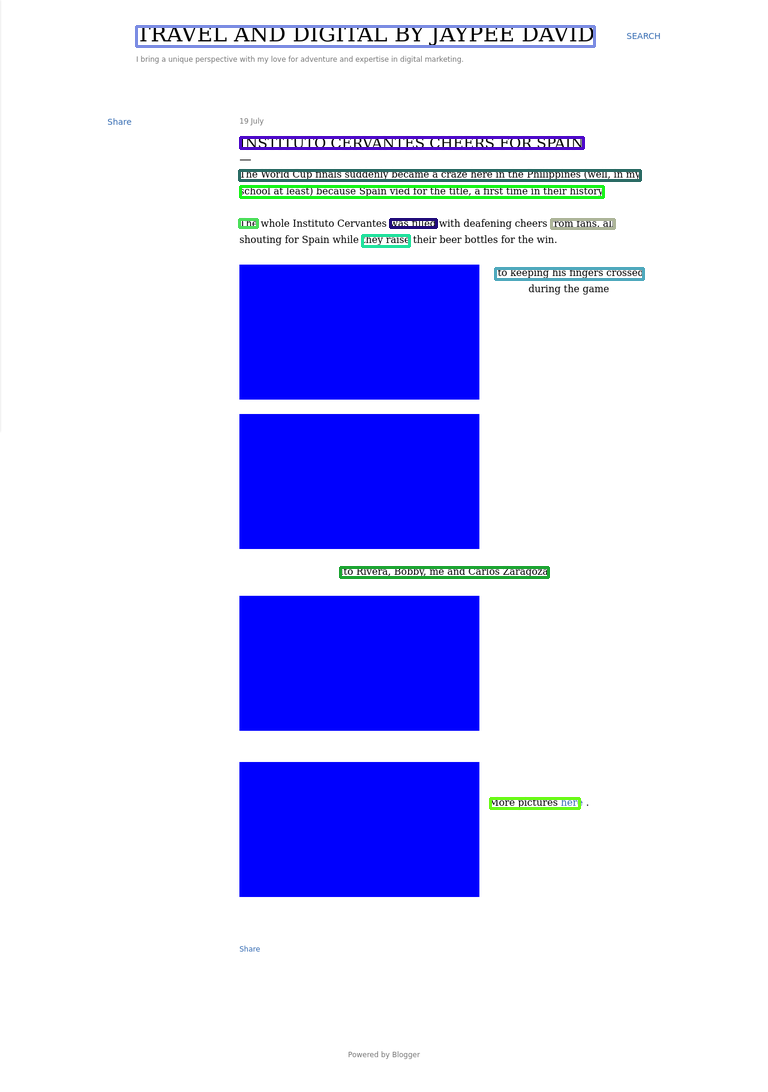 TRAVEL AND DIGITAL BY JAYPEE DAVID
SEARCH
I bring a unique perspective with my love for adventure and expertise in digital marketing.
Share
19 July
INSTITUTO CERVANTES CHEERS FOR SPAIN
—
The World Cup finals suddenly became a craze here in the Philippines (well, in my
school at least) because Spain vied for the title, a first time in their history
The whole Instituto Cervantes was filled with deafening cheers from fans, all
shouting for Spain while they raise their beer bottles for the win.
to keeping his fingers crossed
during the game
to Rivera, Bobby, me and Carlos Zaragoza
More pictures here .
Share
Powered by Blogger